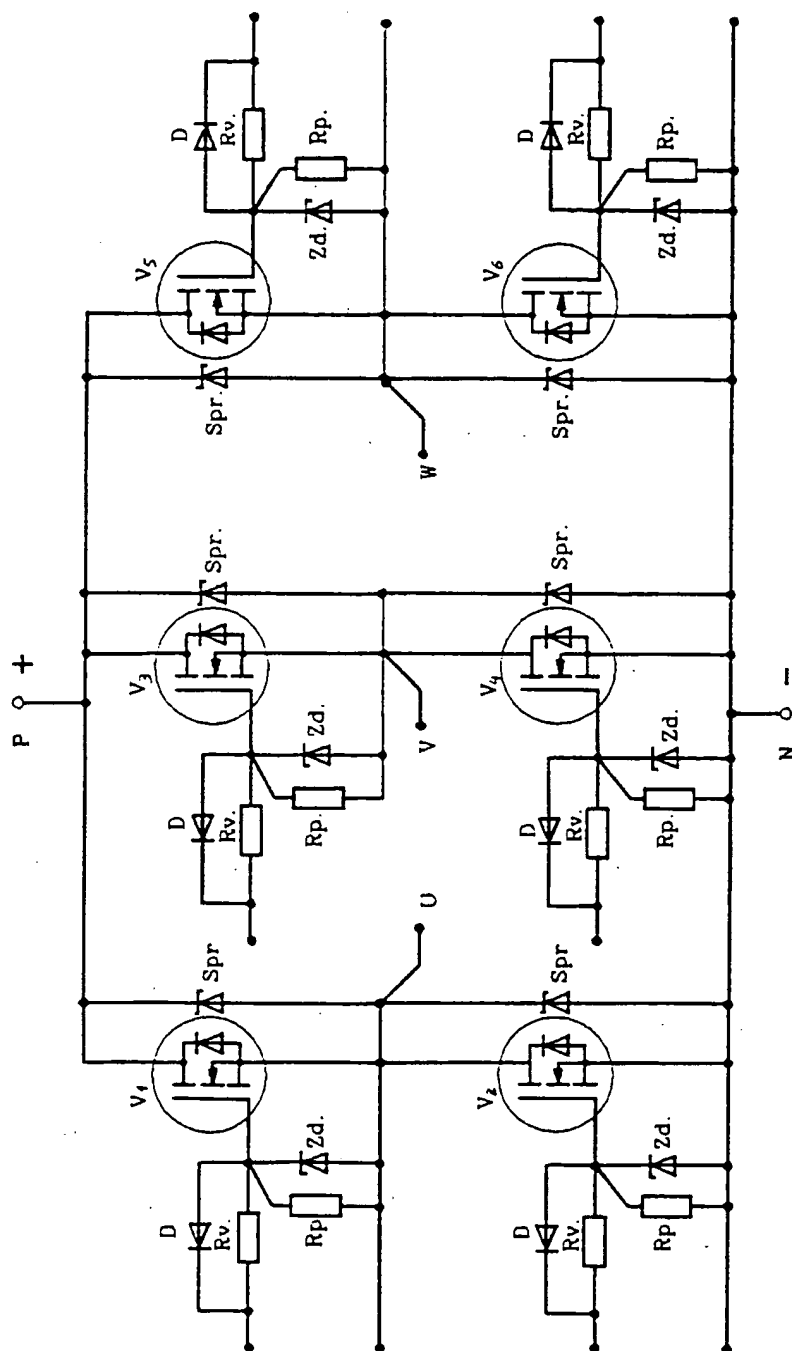 P +
V₁
V₃
V₅
D
Rv.
Rp
Zd.
Spr
D
Rv.
Rp.
Zd.
Spr.
Spr.
D
Rv.
Zd.
Rp.
U
V
W
V₂
V₄
V₆
D
Rv.
Rp
Zd.
Spr
D
Rv.
Rp.
Zd.
Spr.
Spr.
D
Rv.
Zd.
Rp.
N −